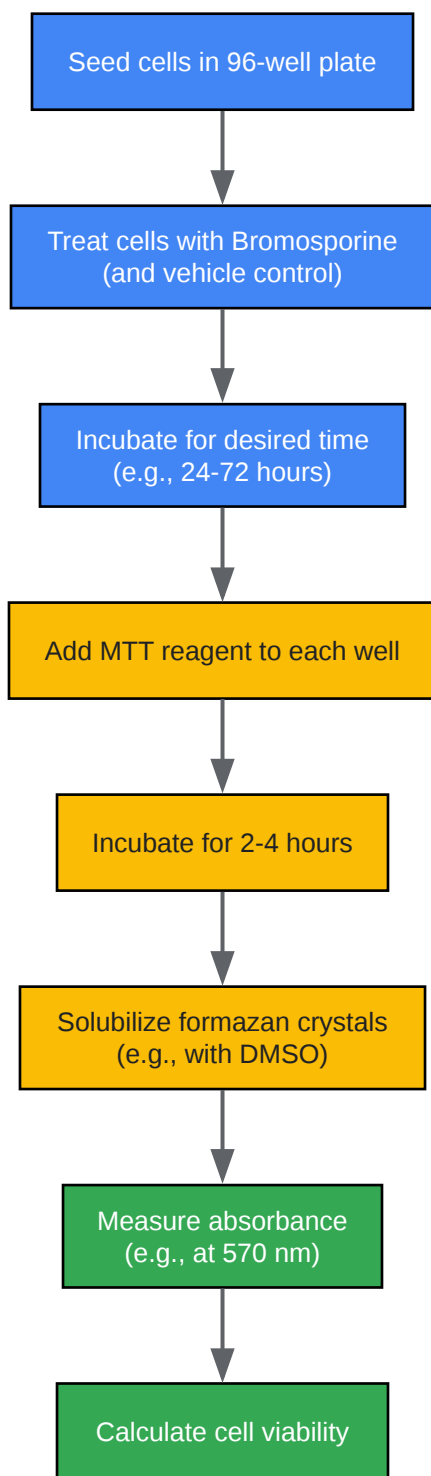 Seed cells in 96-well plate
Treat cells with Bromosporine
(and vehicle control)
Incubate for desired time
(e.g., 24-72 hours)
Add MTT reagent to each well
Incubate for 2-4 hours
Solubilize formazan crystals
(e.g., with DMSO)
Measure absorbance
(e.g., at 570 nm)
Calculate cell viability